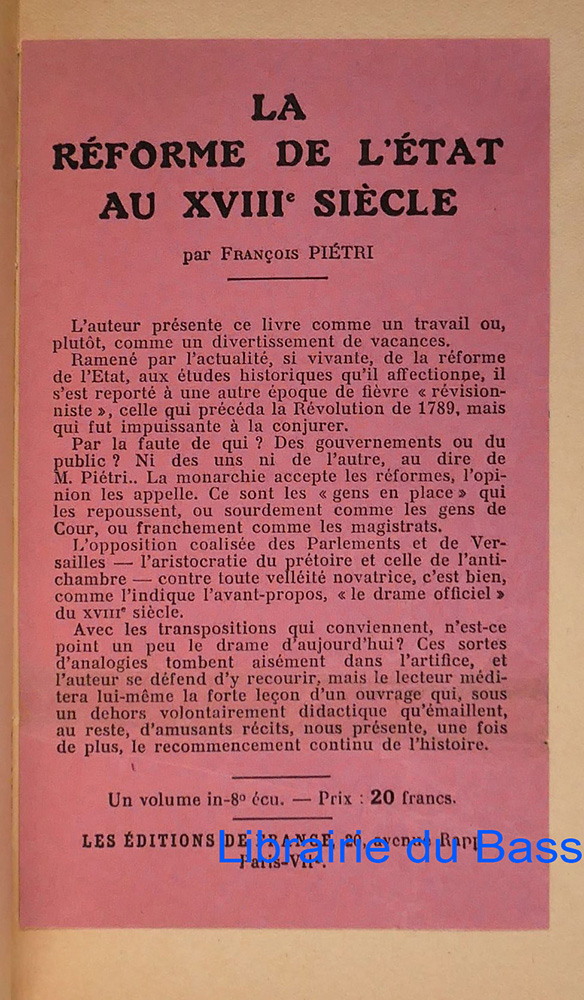 LA
RÉFORME DE L'ÉTAT
AU XVIIIᵉ SIÈCLE
par FRANÇOIS PIÉTRI
L'auteur présente ce livre comme un travail ou,
plutôt, comme un divertissement de vacances.
Ramené par l'actualité, si vivante, de la réforme
de l'Etat, aux études historiques qu'il affectionne, il
s'est reporté à une autre époque de fièvre « révision-
niste », celle qui précéda la Révolution de 1789, mais
qui fut impuissante à la conjurer.
Par la faute de qui ? Des gouvernements ou du
public ? Ni des uns ni de l'autre, au dire de
M. Piétri.. La monarchie accepte les réformes, l'opi-
nion les appelle. Ce sont les « gens en place » qui
les repoussent, ou sourdement comme les gens de
Cour, ou franchement comme les magistrats.
L'opposition coalisée des Parlements et de Ver-
sailles — l'aristocratie du prétoire et celle de l'anti-
chambre — contre toute velléité novatrice, c'est bien,
comme l'indique l'avant-propos, « le drame officiel »
du XVIIIᵉ siècle.
Avec les transpositions qui conviennent, n'est-ce
point un peu le drame d'aujourd'hui? Ces sortes
d'analogies tombent aisément dans l'artifice, et
l'auteur se défend d'y recourir, mais le lecteur médi-
tera lui-même la forte leçon d'un ouvrage qui, sous
un dehors volontairement didactique qu'émaillent,
au reste, d'amusants récits, nous présente, une fois
de plus, le recommencement continu de l'histoire.
Un volume in-8º écu. — Prix : 20 francs.
LES ÉDITIONS DE FRANCE, 20, avenue Rapp
Paris-VIIᵉ.
Librairie du Bass